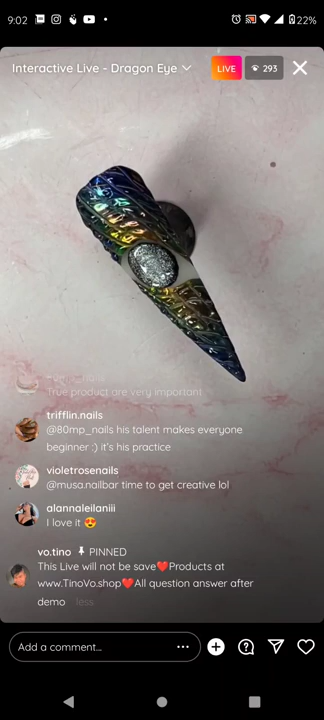 9:02
22%
Interactive Live - Dragon Eye
LIVE
293
True product are very important
trifflin.nails
@80mp_nails his talent makes everyone
beginner :) it's his practice
violetrosenails
@musa.nailbar time to get creative lol
alannaleilaniii
I love it 😍
vo.tino 📌 PINNED
This Live will not be save❤️Products at
www.TinoVo.shop❤️All question answer after
demo less
Add a comment...